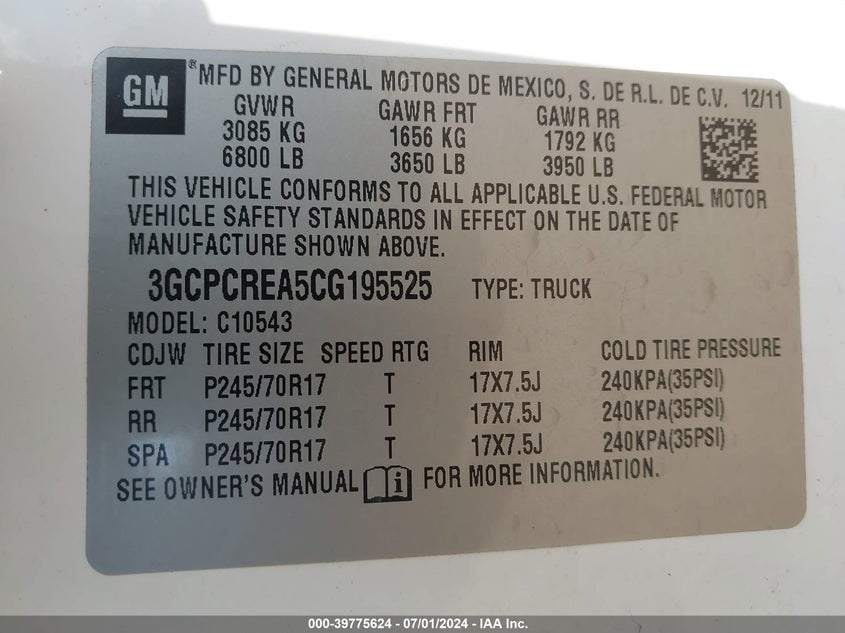 GM
® MFD BY GENERAL MOTORS DE MEXICO, S. DE R.L. DE C.V. 12/11
GVWR GAWR FRT GAWR RR
3085 KG 1656 KG 1792 KG
6800 LB 3650 LB 3950 LB
THIS VEHICLE CONFORMS TO ALL APPLICABLE U.S. FEDERAL MOTOR
VEHICLE SAFETY STANDARDS IN EFFECT ON THE DATE OF
MANUFACTURE SHOWN ABOVE.
3GCPCREA5CG195525 TYPE: TRUCK
MODEL: C10543
CDJW TIRE SIZE SPEED RTG RIM COLD TIRE PRESSURE
FRT P245/70R17 T 17X7.5J 240KPA(35PSI)
RR P245/70R17 T 17X7.5J 240KPA(35PSI)
SPA P245/70R17 T 17X7.5J 240KPA(35PSI)
SEE OWNER'S MANUAL i FOR MORE INFORMATION.
000-39775624 / 07/01/2024 - IAA Inc.